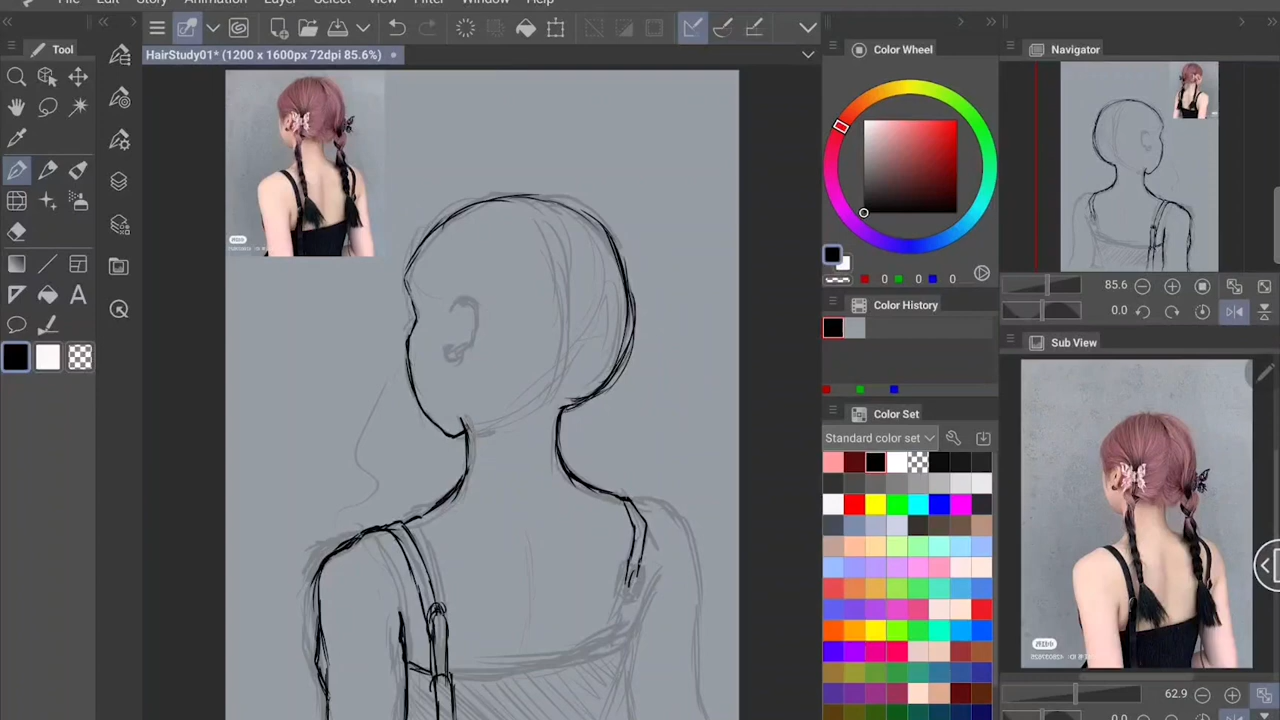 File Edit Animation Layer Select View Filter Window Help
HairStudy01* (1200 x 1600px 72dpi 85.6%)
Tool
Color Wheel
0 0 0
Color History
Color Set
Standard color set
Navigator
85.6
0.0
Sub View
62.9
0.0